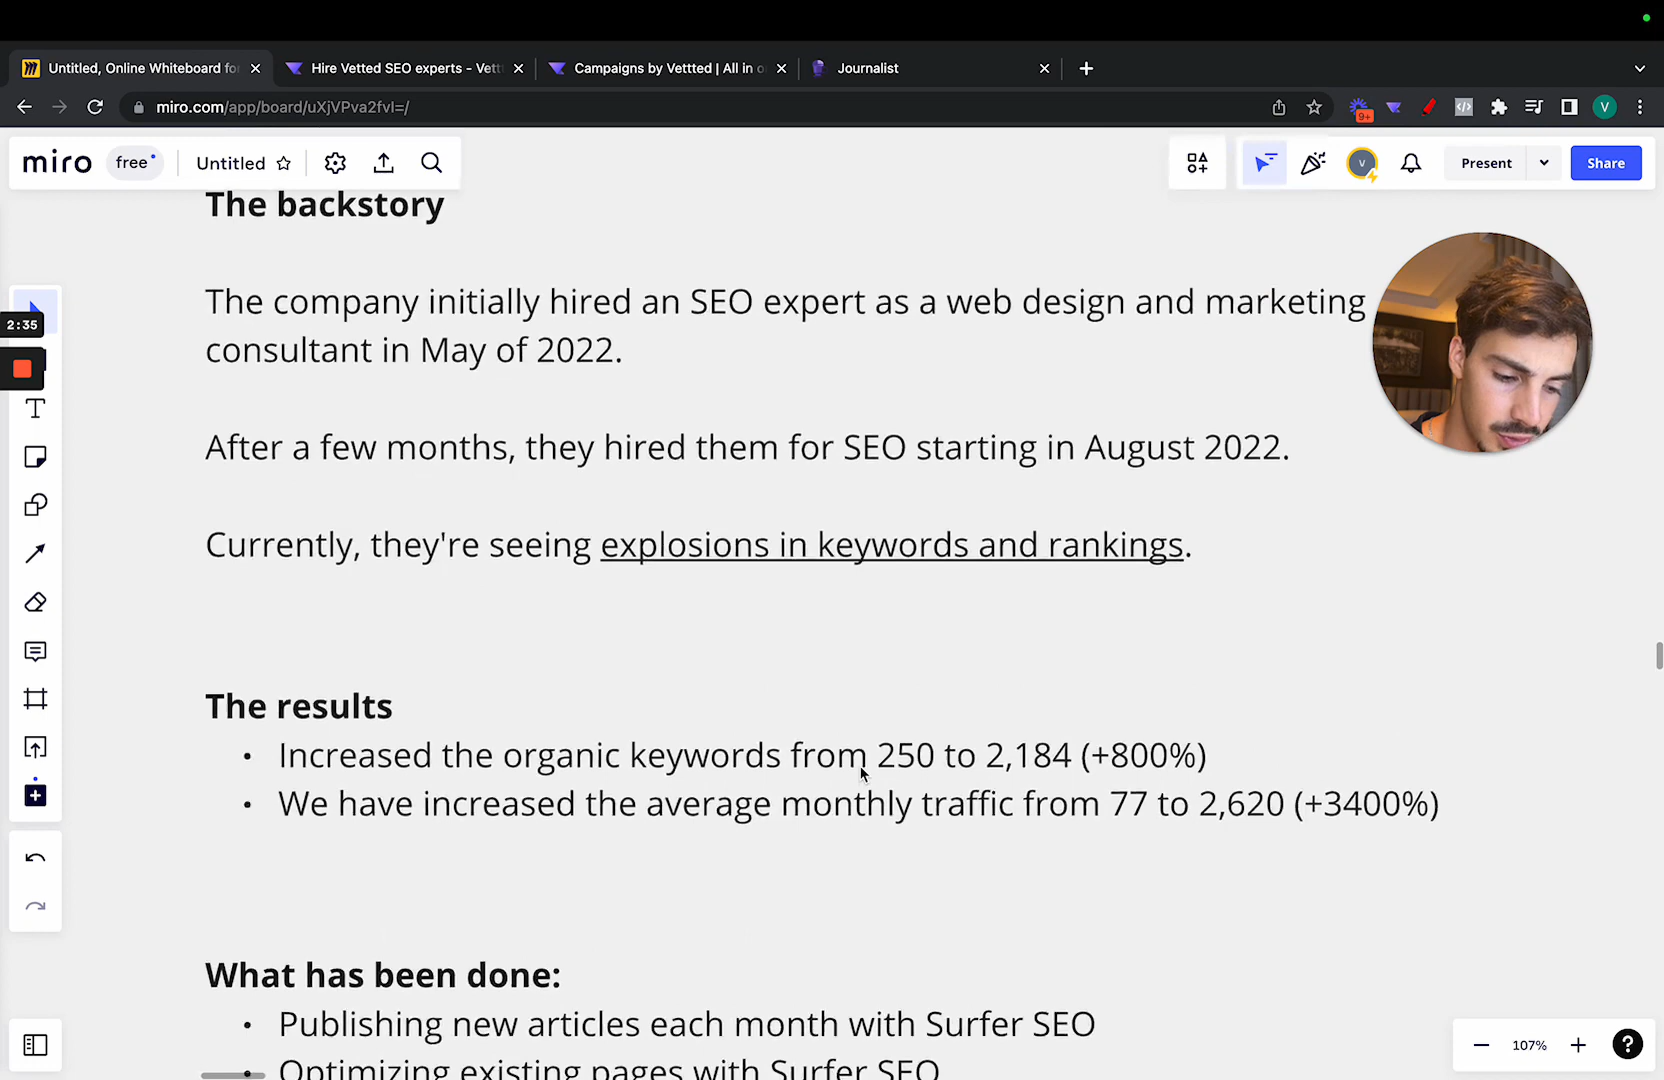 Untitled, Online Whiteboard fo
Hire Vetted SEO experts - Vett
Campaigns by Vettted | All in o
Journalist
miro.com/app/board/uXjVPva2fvI=/
9+
V
miro
free
Untitled
V
Present
Share
2:35
The backstory
The company initially hired an SEO expert as a web design and marketing
consultant in May of 2022.
After a few months, they hired them for SEO starting in August 2022.
Currently, they're seeing explosions in keywords and rankings.
The results
• Increased the organic keywords from 250 to 2,184 (+800%)
• We have increased the average monthly traffic from 77 to 2,620 (+3400%)
What has been done:
• Publishing new articles each month with Surfer SEO
• Optimizing existing pages with Surfer SEO
107%